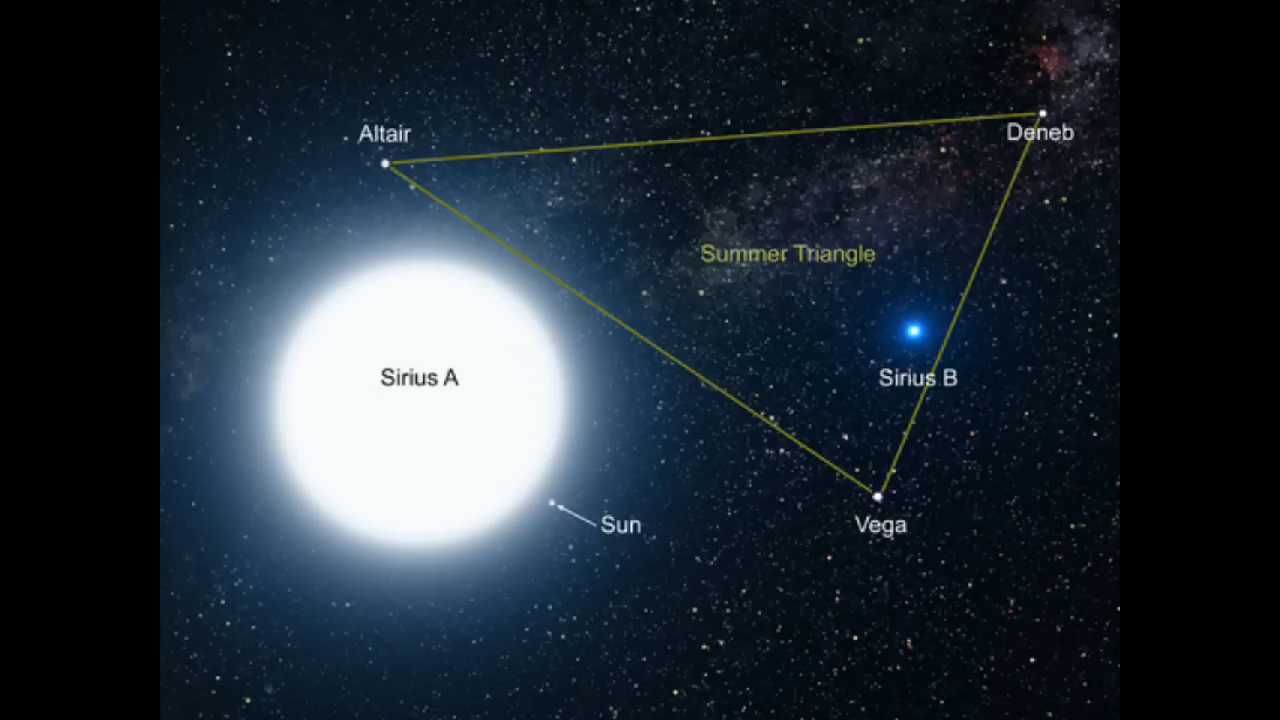 Altair
Deneb
Summer Triangle
Sirius A
Sirius B
Sun
Vega